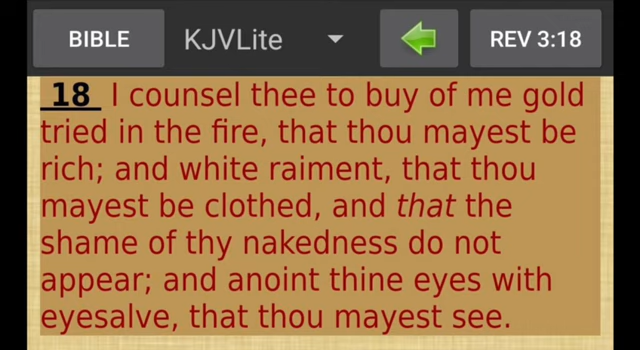 BIBLE KJVLite REV 3:18
18 I counsel thee to buy of me gold
tried in the fire, that thou mayest be
rich; and white raiment, that thou
mayest be clothed, and that the
shame of thy nakedness do not
appear; and anoint thine eyes with
eyesalve, that thou mayest see.